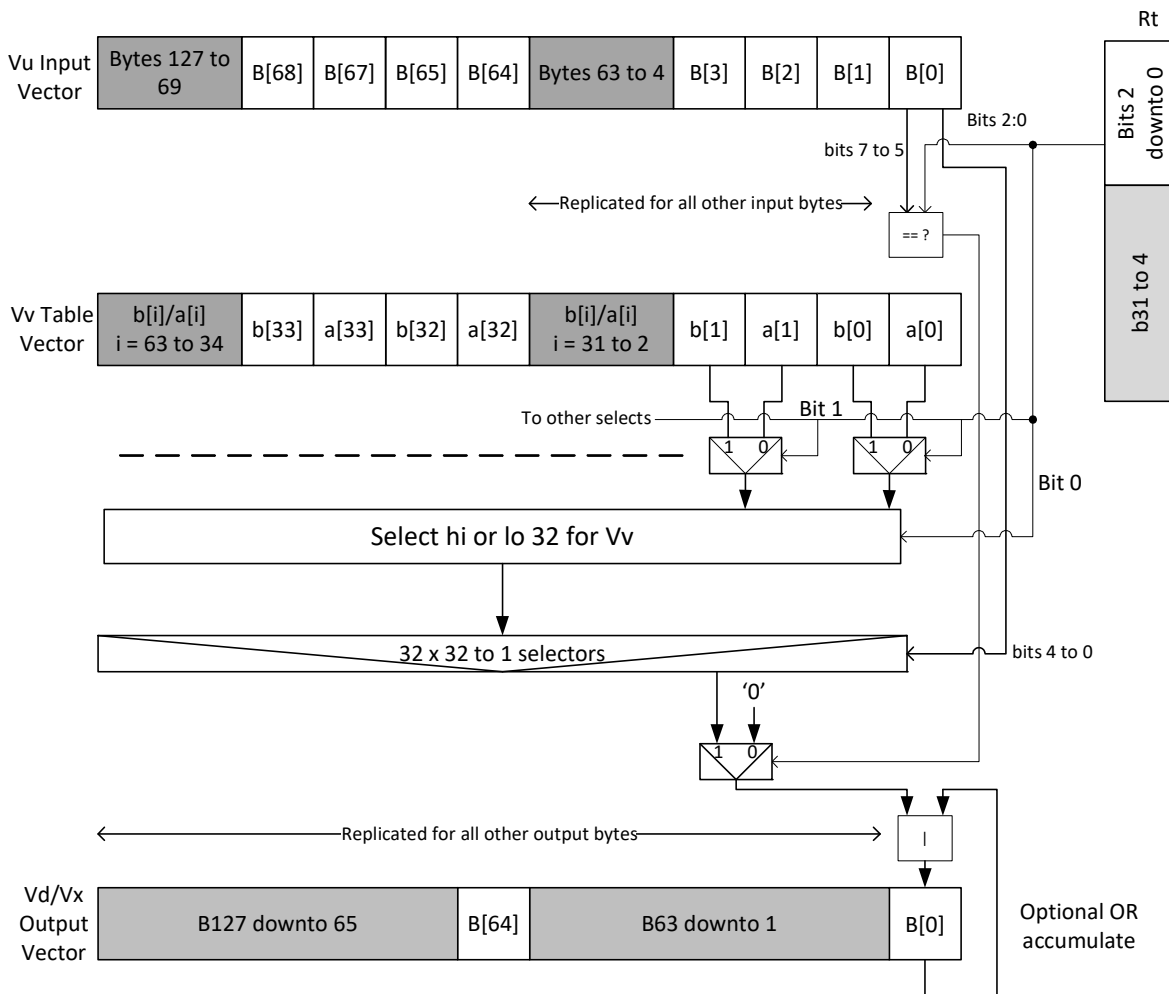 Rt
Vu Input
Vector
Bytes 127 to
69
B[68]
B[67]
B[65]
B[64]
Bytes 63 to 4
B[3]
B[2]
b[1]
B[0]
Bits 2
downto 0
b31 to 4
Bits 2:0
bits 7 to 5
Replicated for all other input bytes
== ?
Vv Table
Vector
b[i]/a[i]
i = 63 to 34
b[33]
a[33]
b[32]
a[32]
b[i]/a[i]
i = 31 to 2
b[1]
a[1]
b[0]
a[0]
To other selects
Bit 1
1 0
1 0
Bit 0
Select hi or lo 32 for Vv
32 x 32 to 1 selectors
bits 4 to 0
‘0’
1 0
Replicated for all other output bytes
|
Vd/Vx
Output
Vector
B127 downto 65
B[64]
B63 downto 1
B[0]
Optional OR
accumulate